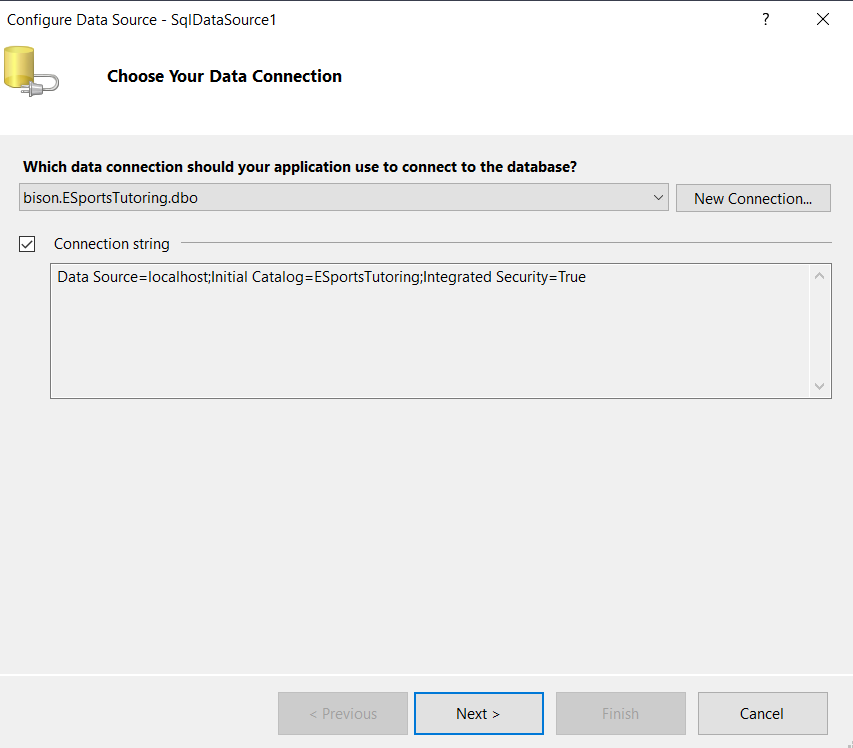 Configure Data Source - SqlDataSource1
?
Choose Your Data Connection
Which data connection should your application use to connect to the database?
bison.ESportsTutoring.dbo
New Connection...
Connection string
Data Source=localhost;Initial Catalog=ESportsTutoring;Integrated Security=True
< Previous
Next >
Finish
Cancel